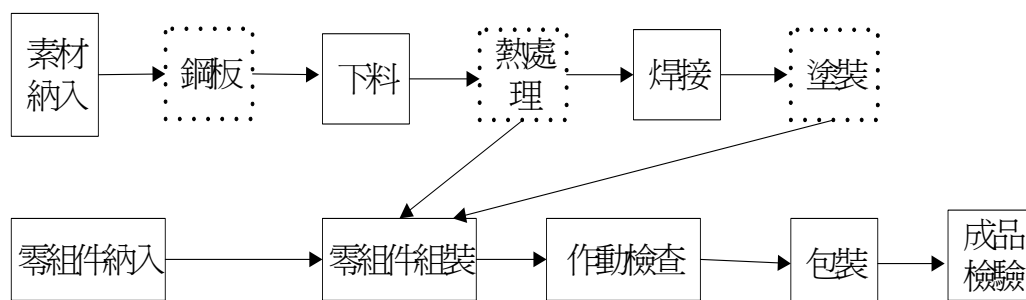 素材
納入
鋼板
下料
熱處
理
焊接
塗裝
零組件納入
零組件組裝
作動檢查
包裝
成品
檢驗